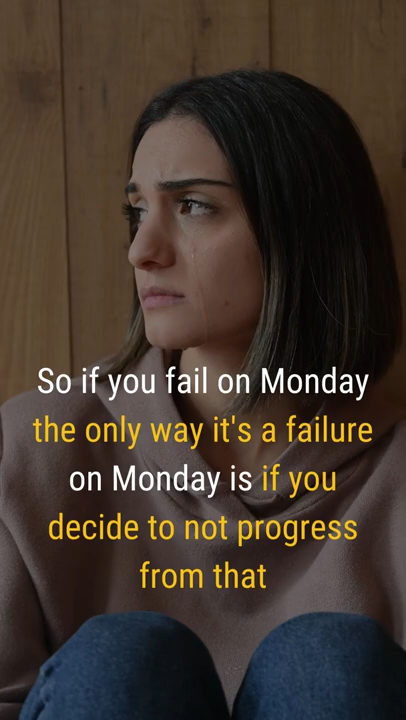 So if you fail on Monday
the only way it's a failure
on Monday is if you
decide to not progress
from that